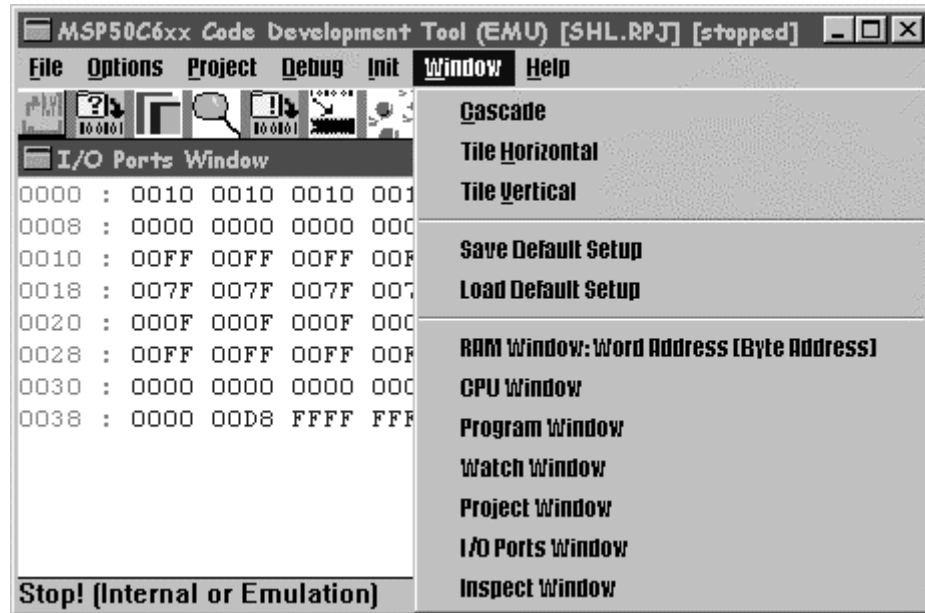 MSP50C6xx Code Development Tool (EMU) [SHL.RPJ] [stopped]
File Options Project Debug Init Window Help
I/O Ports Window
0000 : 0010 0010 0010
0008 : 0000 0000 0000
0010 : 00FF 00FF 00FF
0018 : 007F 007F 007F
0020 : 000F 000F 000F
0028 : 00FF 00FF 00FF
0030 : 0000 0000 0000
0038 : 0000 00D8 FFFF
Stop! (Internal or Emulation)
Cascade
Tile Horizontal
Tile Vertical
Save Default Setup
Load Default Setup
RAM Window: Word Address [Byte Address]
CPU Window
Program Window
Watch Window
Project Window
I/O Ports Window
Inspect Window